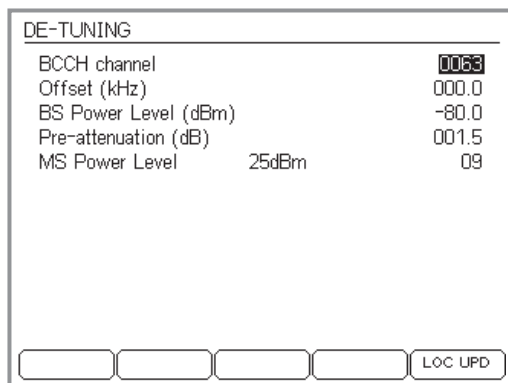 DE-TUNING
BCCH channel 0063
Offset (kHz) 000.0
BS Power Level (dBm) -80.0
Pre-attenuation (dB) 001.5
MS Power Level 25dBm 09
LOC UPD